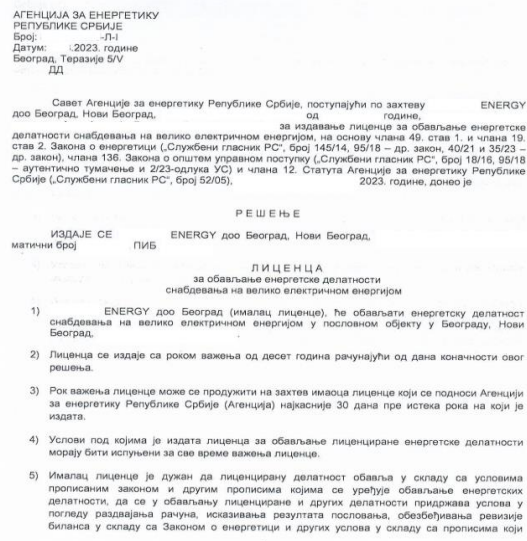 АГЕНЦИЈА ЗА ЕНЕРГЕТИКУ
РЕПУБЛИКЕ СРБИЈЕ
Број: -Л-I
Датум: .2023. године
Београд, Теразије 5/V
ДД
Савет Агенције за енергетику Републике Србије, поступајући по захтеву ENERGY
доо Београд, Нови Београд, од године,
за издавање лиценце за обављање енергетске
делатности снабдевања на велико електричном енергијом, на основу члана 49. став 1. и члана 19.
став 2. Закона о енергетици („Службени гласник РС“, број 145/14, 95/18 – др. закон, 40/21 и 35/23 –
др. закон), члана 136. Закона о општем управном поступку („Службени гласник РС“, број 18/16, 95/18
– аутентично тумачење и 2/23-одлука УС) и члана 12. Статута Агенције за енергетику Републике
Србије („Службени гласник РС“, број 52/05), 2023. године, донео је
Р Е Ш Е Њ Е
ИЗДАЈЕ СЕ ENERGY доо Београд, Нови Београд,
матични број ПИБ
Л И Ц Е Н Ц А
за обављање енергетске делатности
снабдевања на велико електричном енергијом
1) ENERGY доо Београд (ималац лиценце), ће обављати енергетску делатност
снабдевања на велико електричном енергијом у пословном објекту у Београду, Нови
Београд,
2) Лиценца се издаје са роком важења од десет година рачунајући од дана коначности овог
решења.
3) Рок важења лиценце може се продужити на захтев имаоца лиценце који се подноси Агенцији
за енергетику Републике Србије (Агенција) најкасније 30 дана пре истека рока на који је
издата.
4) Услови под којима је издата лиценца за обављање лиценциране енергетске делатности
морају бити испуњени за све време важења лиценце.
5) Ималац лиценце је дужан да лиценцирану делатност обавља у складу са условима
прописаним законом и другим прописима којима се уређује обављање енергетских
делатности, да се у обављању лиценциране и других делатности придржава услова у
погледу раздвајања рачуна, исказивања резултата пословања, обезбеђивања ревизије
биланса у складу са Законом о енергетици и других услова у складу са прописима који